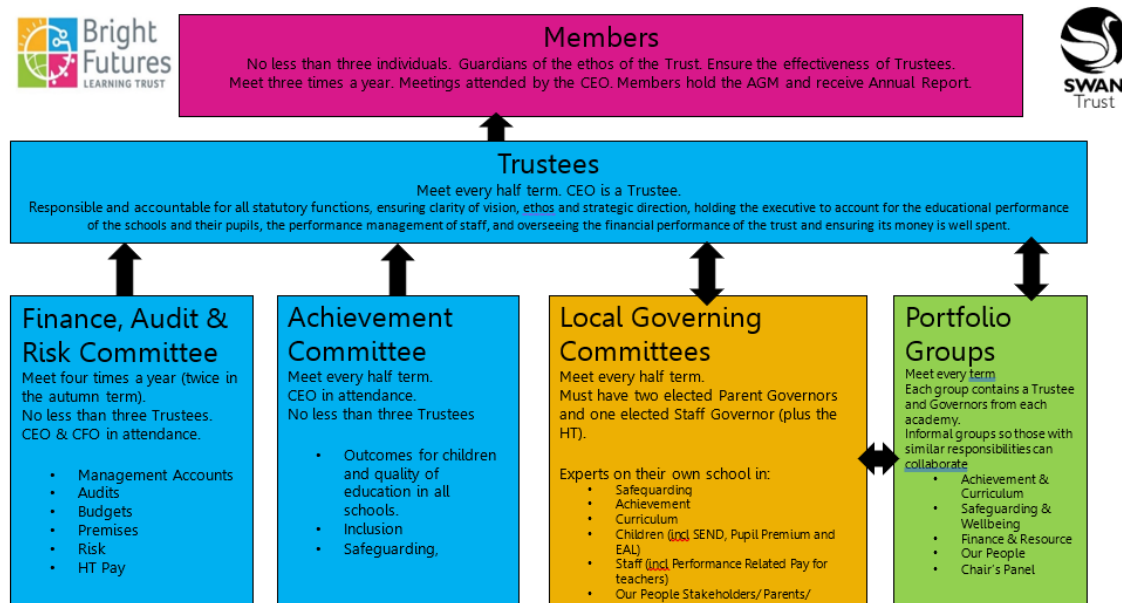 Bright
Futures
LEARNING TRUST
Members
No less than three individuals. Guardians of the ethos of the Trust. Ensure the effectiveness of Trustees.
Meet three times a year. Meetings attended by the CEO. Members hold the AGM and receive Annual Report.
SWAN
Trust
Trustees
Meet every half term. CEO is a Trustee.
Responsible and accountable for all statutory functions, ensuring clarity of vision, ethos and strategic direction, holding the executive to account for the educational performance
of the schools and their pupils, the performance management of staff, and overseeing the financial performance of the trust and ensuring its money is well spent.
Finance, Audit &
Risk Committee
Meet four times a year (twice in
the autumn term).
No less than three Trustees.
CEO & CFO in attendance.
• Management Accounts
• Audits
• Budgets
• Premises
• Risk
• HT Pay
Achievement
Committee
Meet every half term.
CEO in attendance.
No less than three Trustees
• Outcomes for children
and quality of
education in all
schools.
• Inclusion
• Safeguarding,
Local Governing
Committees
Meet every half term.
Must have two elected Parent Governors
and one elected Staff Governor (plus the
HT).
Experts on their own school in:
• Safeguarding
• Achievement
• Curriculum
• Children (incl SEND, Pupil Premium and
EAL)
• Staff (incl Performance Related Pay for
teachers)
• Our People Stakeholders/ Parents/
Portfolio
Groups
Meet every term
Each group contains a Trustee
and Governors from each
academy.
Informal groups so those with
similar responsibilities can
collaborate
• Achievement &
Curriculum
• Safeguarding &
Wellbeing
• Finance & Resource
• Our People
• Chair's Panel